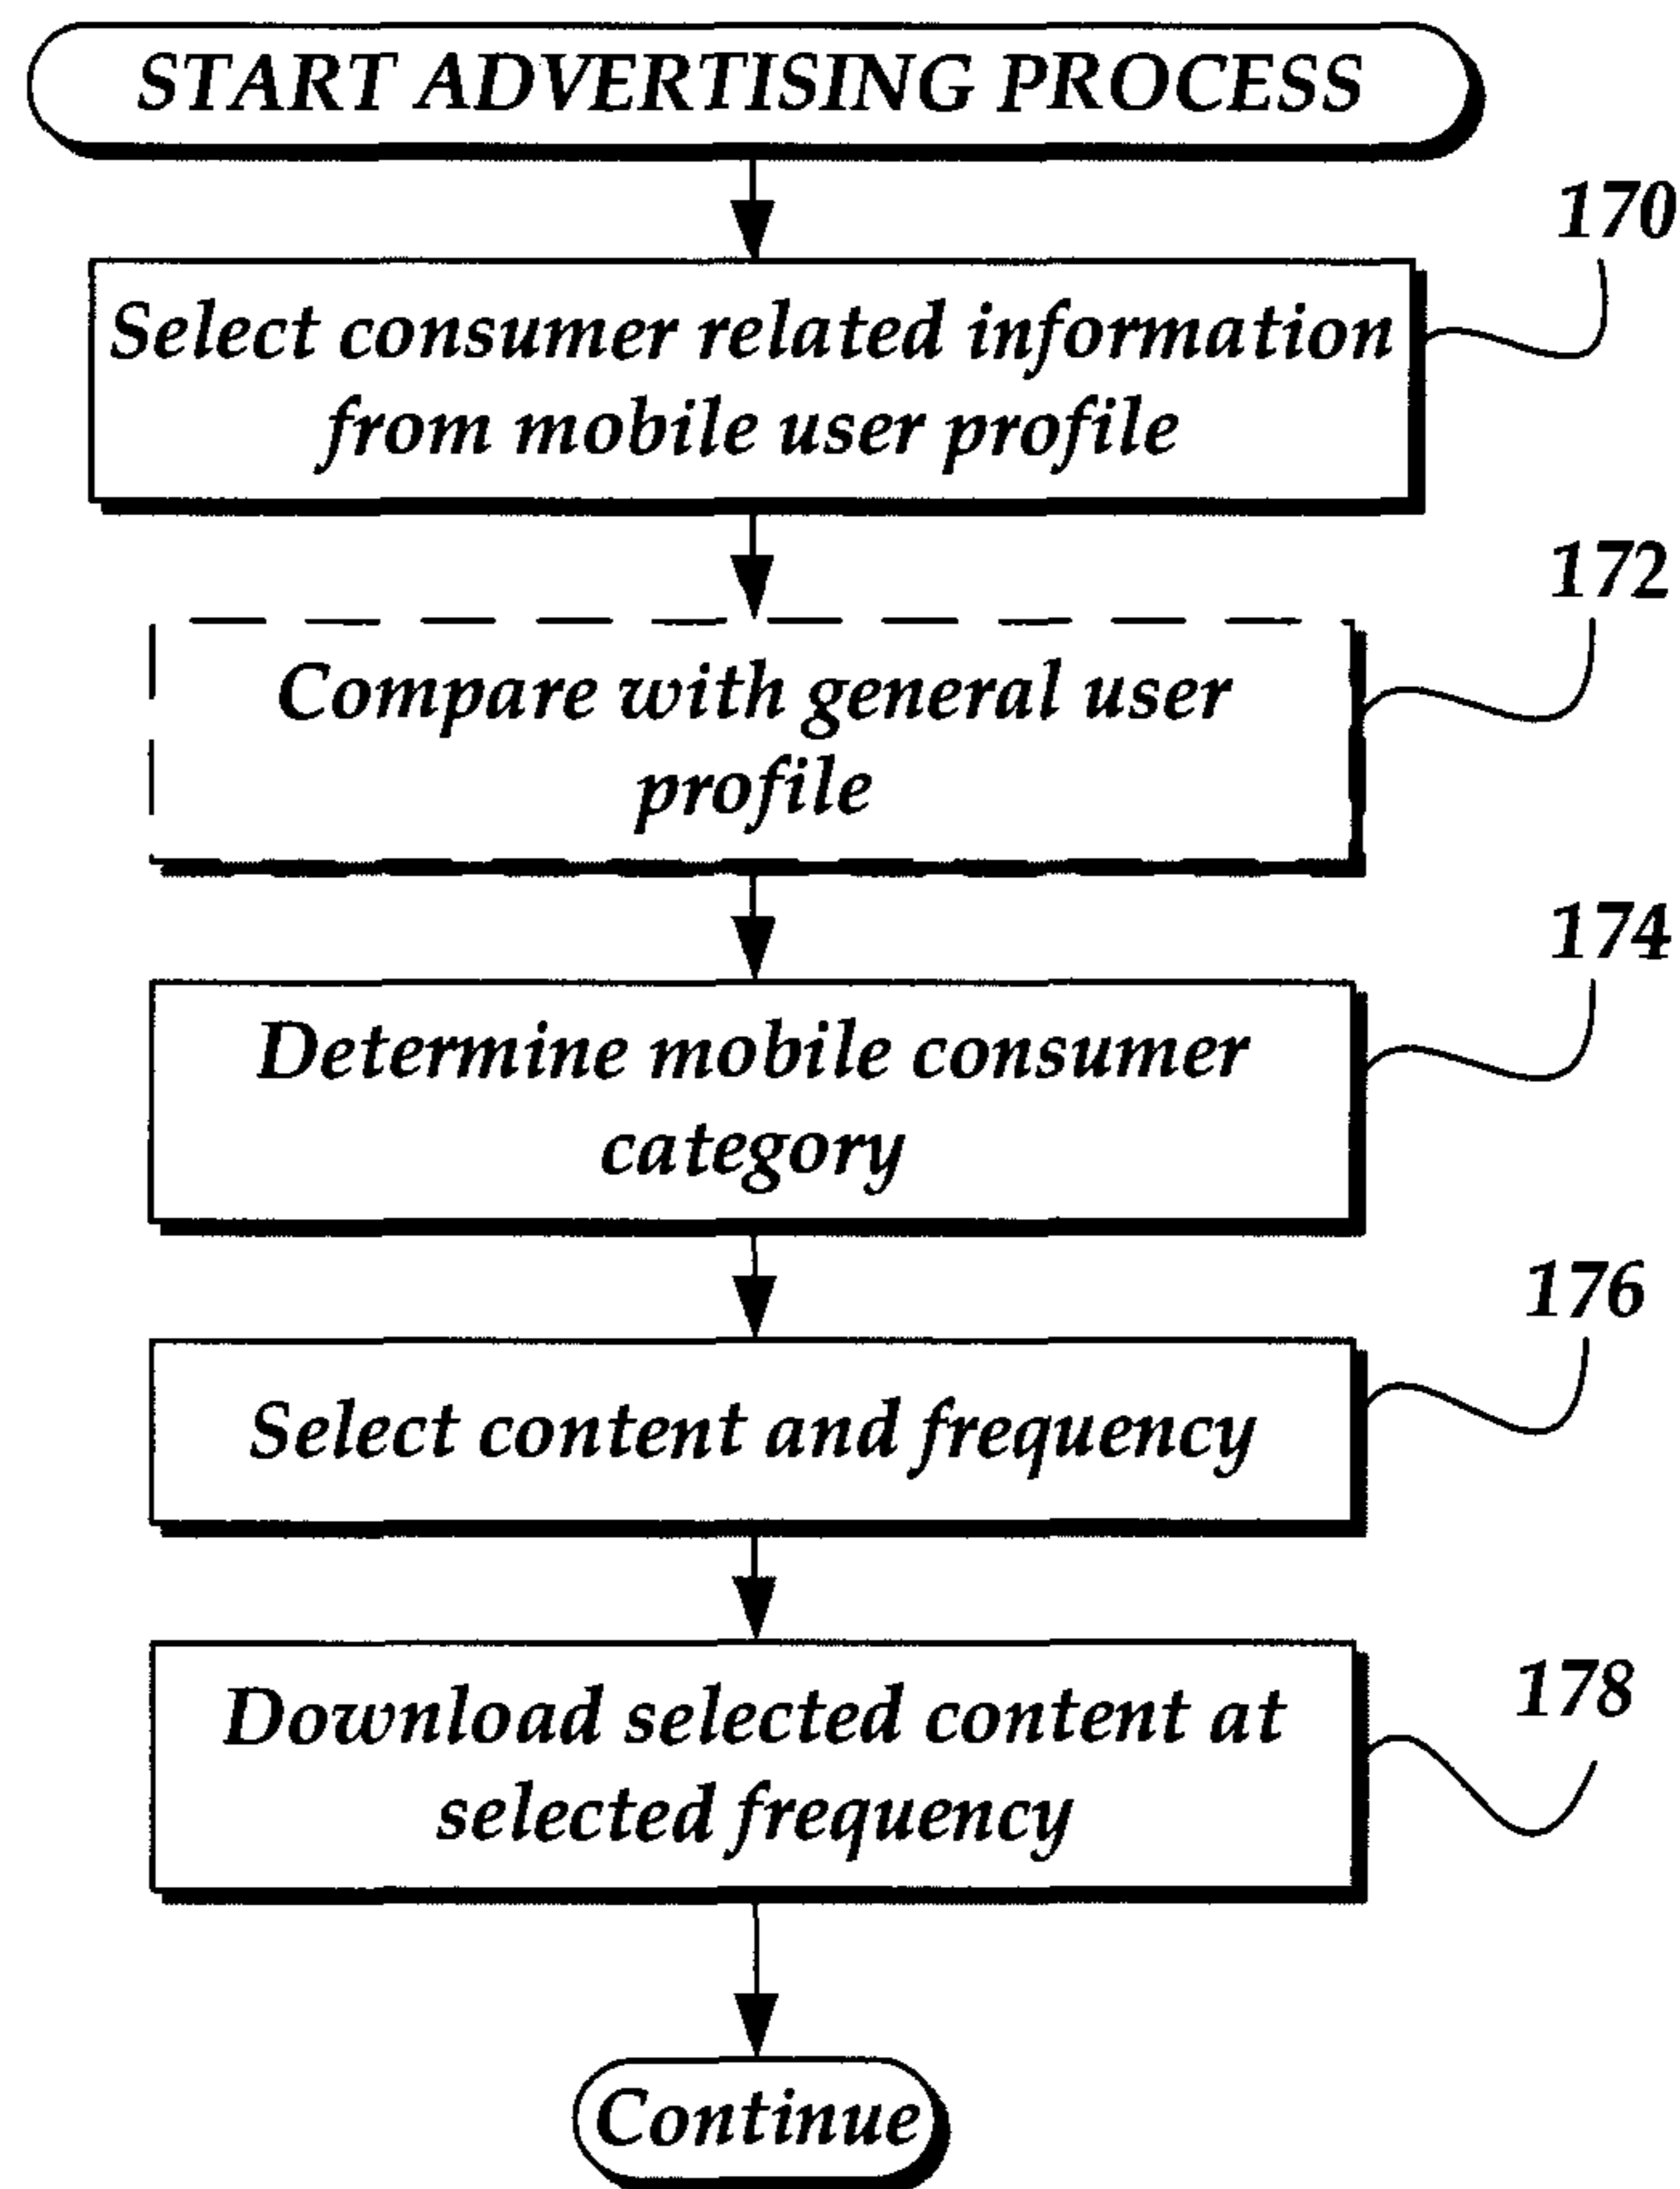 START ADVERTISING PROCESS
170
Select consumer related information
from mobile user profile
172
Compare with general user
profile
174
Determine mobile consumer
category
176
Select content and frequency
178
Download selected content at
selected frequency
Continue